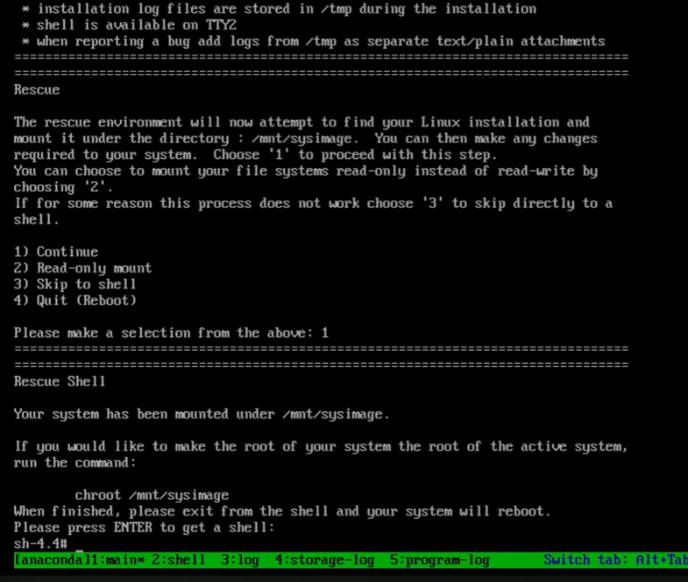 * installation log files are stored in /tmp during the installation
* shell is available on TTY2
* when reporting a bug add logs from /tmp as separate text/plain attachments
================================================================================
================================================================================
Rescue
The rescue environment will now attempt to find your Linux installation and
mount it under the directory : /mnt/sysimage.  You can then make any changes
required to your system.  Choose '1' to proceed with this step.
You can choose to mount your file systems read-only instead of read-write by
choosing '2'.
If for some reason this process does not work choose '3' to skip directly to a
shell.
1) Continue
2) Read-only mount
3) Skip to shell
4) Quit (Reboot)
Please make a selection from the above: 1
================================================================================
================================================================================
Rescue Shell
Your system has been mounted under /mnt/sysimage.
If you would like to make the root of your system the root of the active system,
run the command:
chroot /mnt/sysimage
When finished, please exit from the shell and your system will reboot.
Please press ENTER to get a shell:
sh-4.4# _
[anaconda]1:main* 2:shell  3:log  4:storage-log  5:program-log Switch tab: Alt+Tab